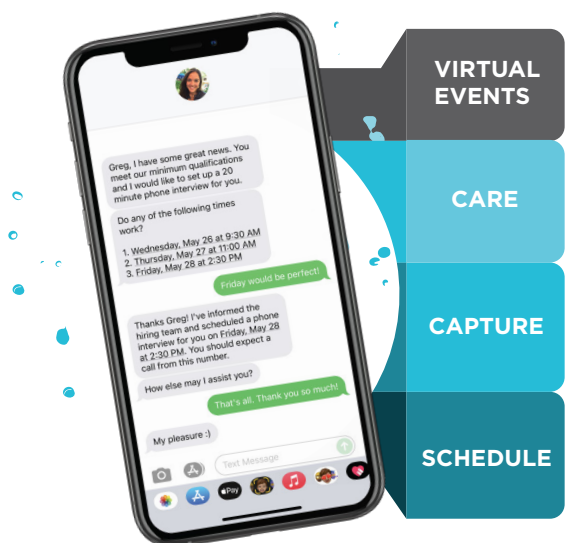 Greg, I have some great news. You
meet our minimum qualifications
and I would like to set up a 20
minute phone interview for you.
Do any of the following times
work?
1. Wednesday, May 26 at 9:30 AM
2. Thursday, May 27 at 11:00 AM
3. Friday, May 28 at 2:30 PM
Friday would be perfect!
Thanks Greg! I've informed the
hiring team and scheduled a phone
interview for you on Friday, May 28
at 2:30 PM. You should expect a
call from this number.
How else may I assist you?
That's all. Thank you so much!
My pleasure :)
Text Message
Pay
VIRTUAL
EVENTS
CARE
CAPTURE
SCHEDULE